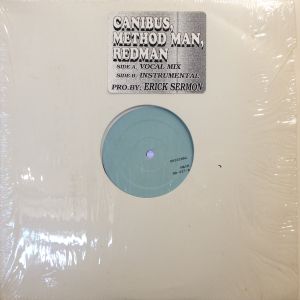 CANIBUS,
METHOD MAN,
REDMAN
SIDE A: VOCAL MIX
SIDE B: INSTRUMENTAL
PRO.BY: ERICK SERMON